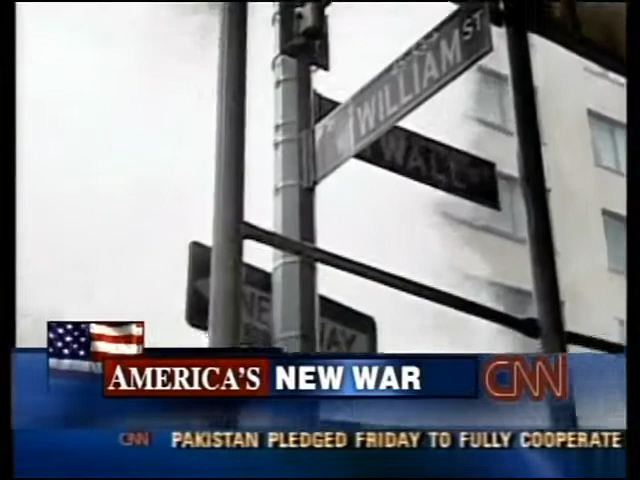 WILLIAM ST
WALL
AMERICA'S NEW WAR CNN
CNN PAKISTAN PLEDGED FRIDAY TO FULLY COOPERATE